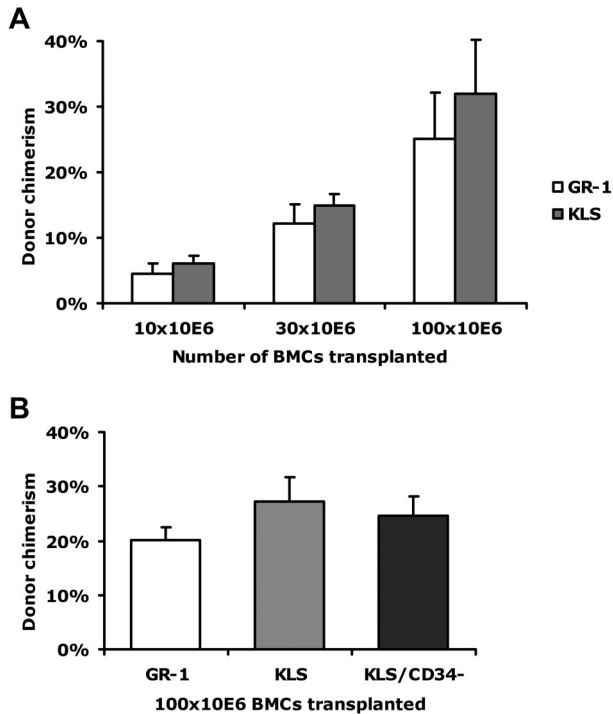 A
40%
30%
20%
10%
0%
Donor chimerism
10x10E6 30x10E6 100x10E6
Number of BMCs transplanted
GR-1
KLS
B
40%
30%
20%
10%
0%
Donor chimerism
GR-1 KLS KLS/CD34-
100x10E6 BMCs transplanted